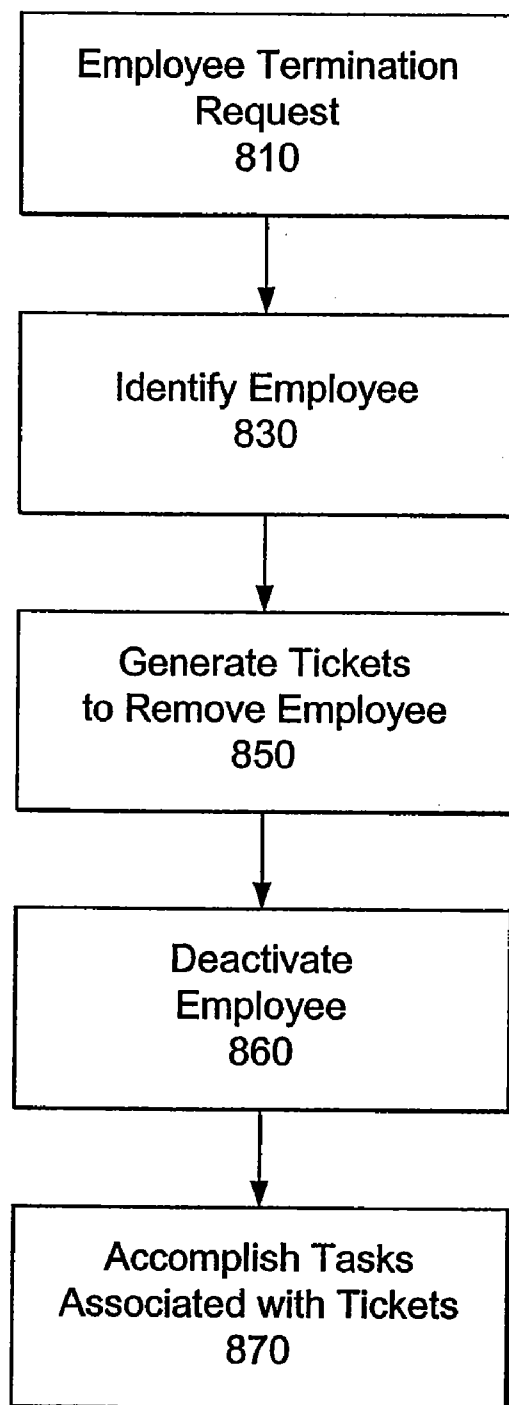 Employee Termination
Request
810
Identify Employee
830
Generate Tickets
to Remove Employee
850
Deactivate
Employee
860
Accomplish Tasks
Associated with Tickets
870